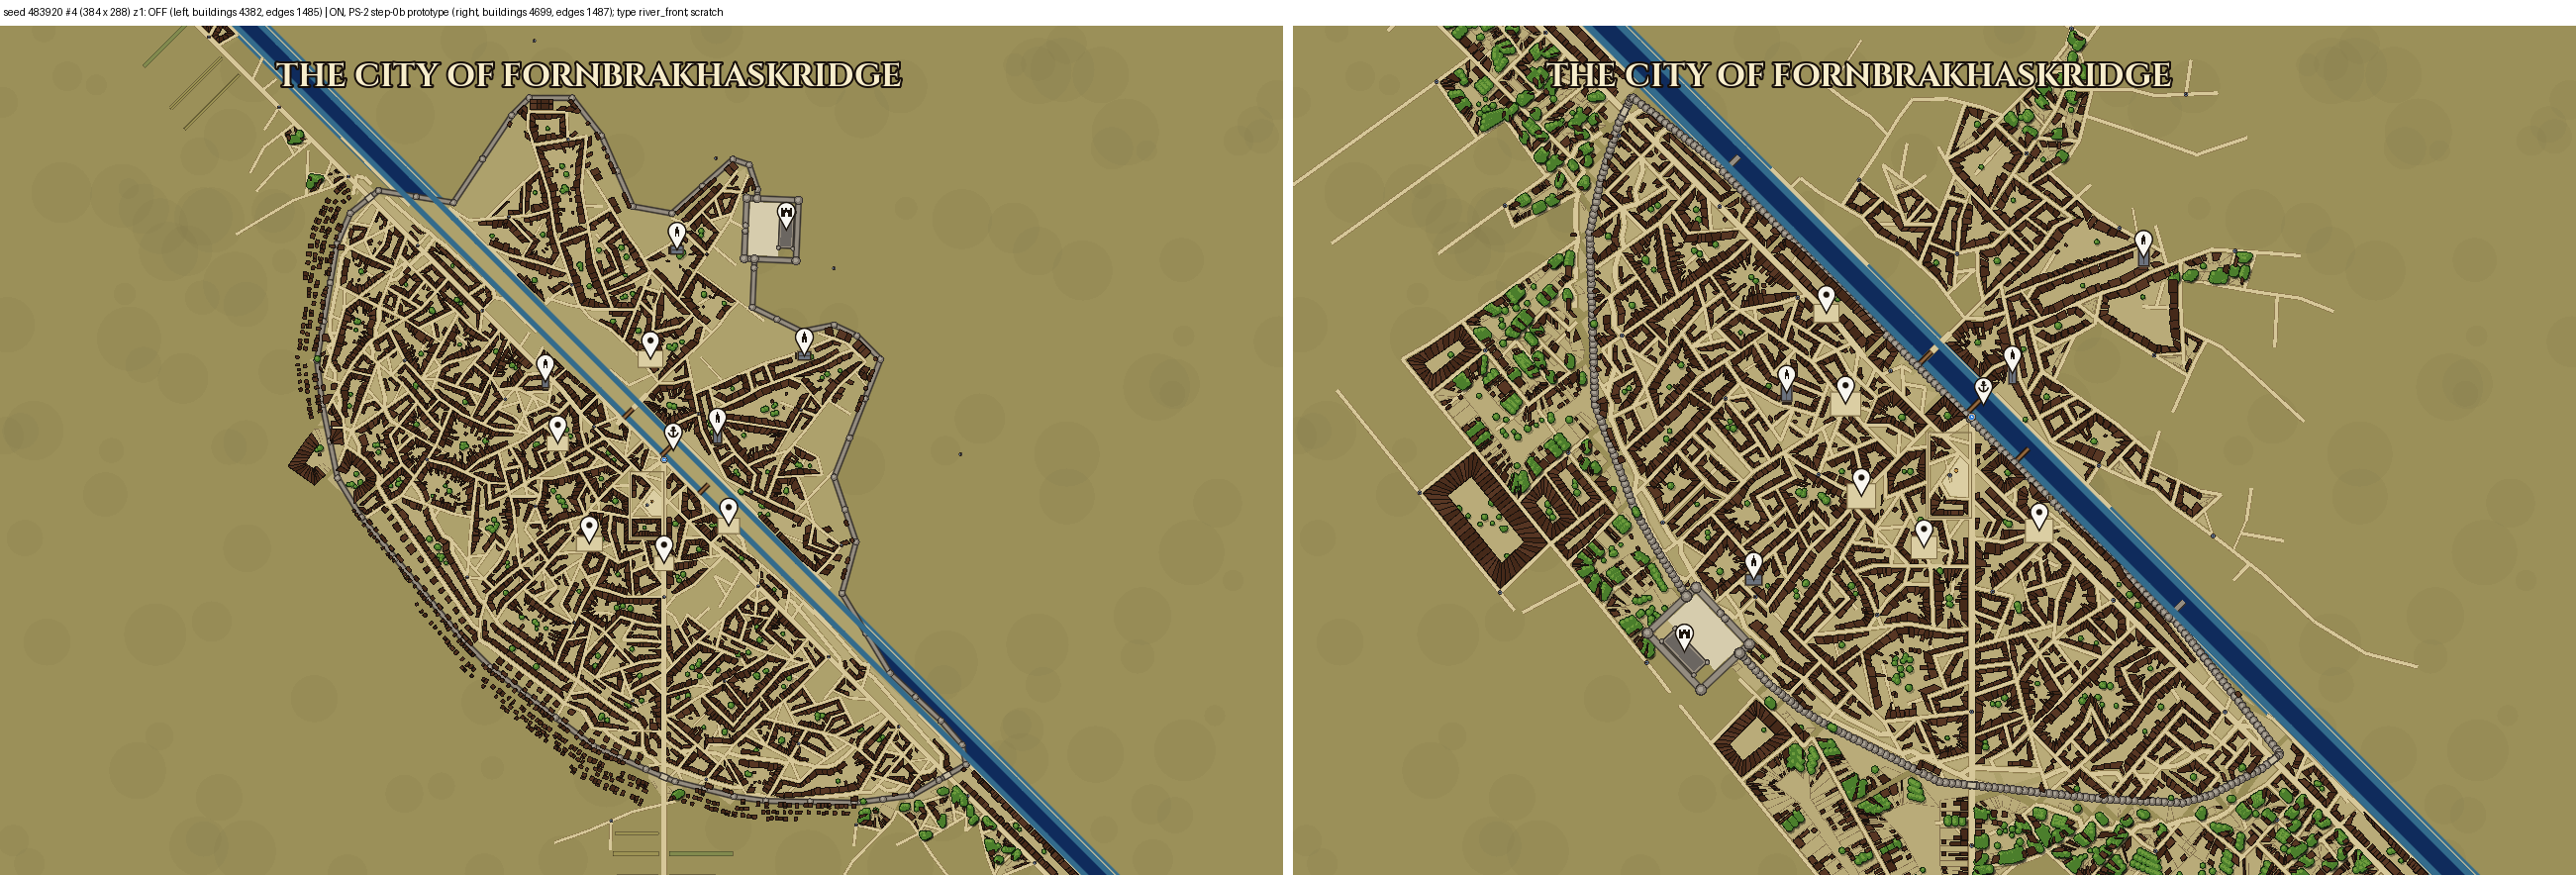 seed 483920 #4 (384 x 288) z1: OFF (left, buildings 4382, edges 1485) | ON, PS-2 step-0b prototype (right, buildings 4699, edges 1487); type river_front; scratch
THE CITY OF FORNBRAKHASKRIDGE
THE CITY OF FORNBRAKHASKRIDGE